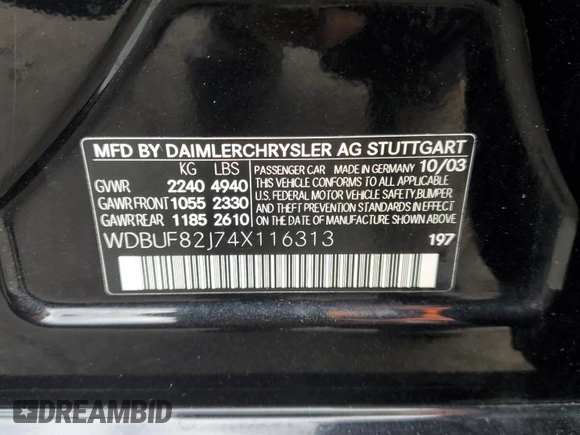 MFD BY DAIMLERCHRYSLER AG STUTTGART
KG LBS
GVWR 2240 4940
GAWR FRONT 1055 2330
GAWR REAR 1185 2610
PASSENGER CAR MADE IN GERMANY 10/03
THIS VEHICLE CONFORMS TO ALL APPLICABLE
U.S. FEDERAL MOTOR VEHICLE SAFETY, BUMPER
AND THEFT PREVENTION STANDARDS IN EFFECT
ON THE DATE OF MANUFACTURE SHOWN ABOVE.
WDBUF82J74X116313 197
DREAMBID